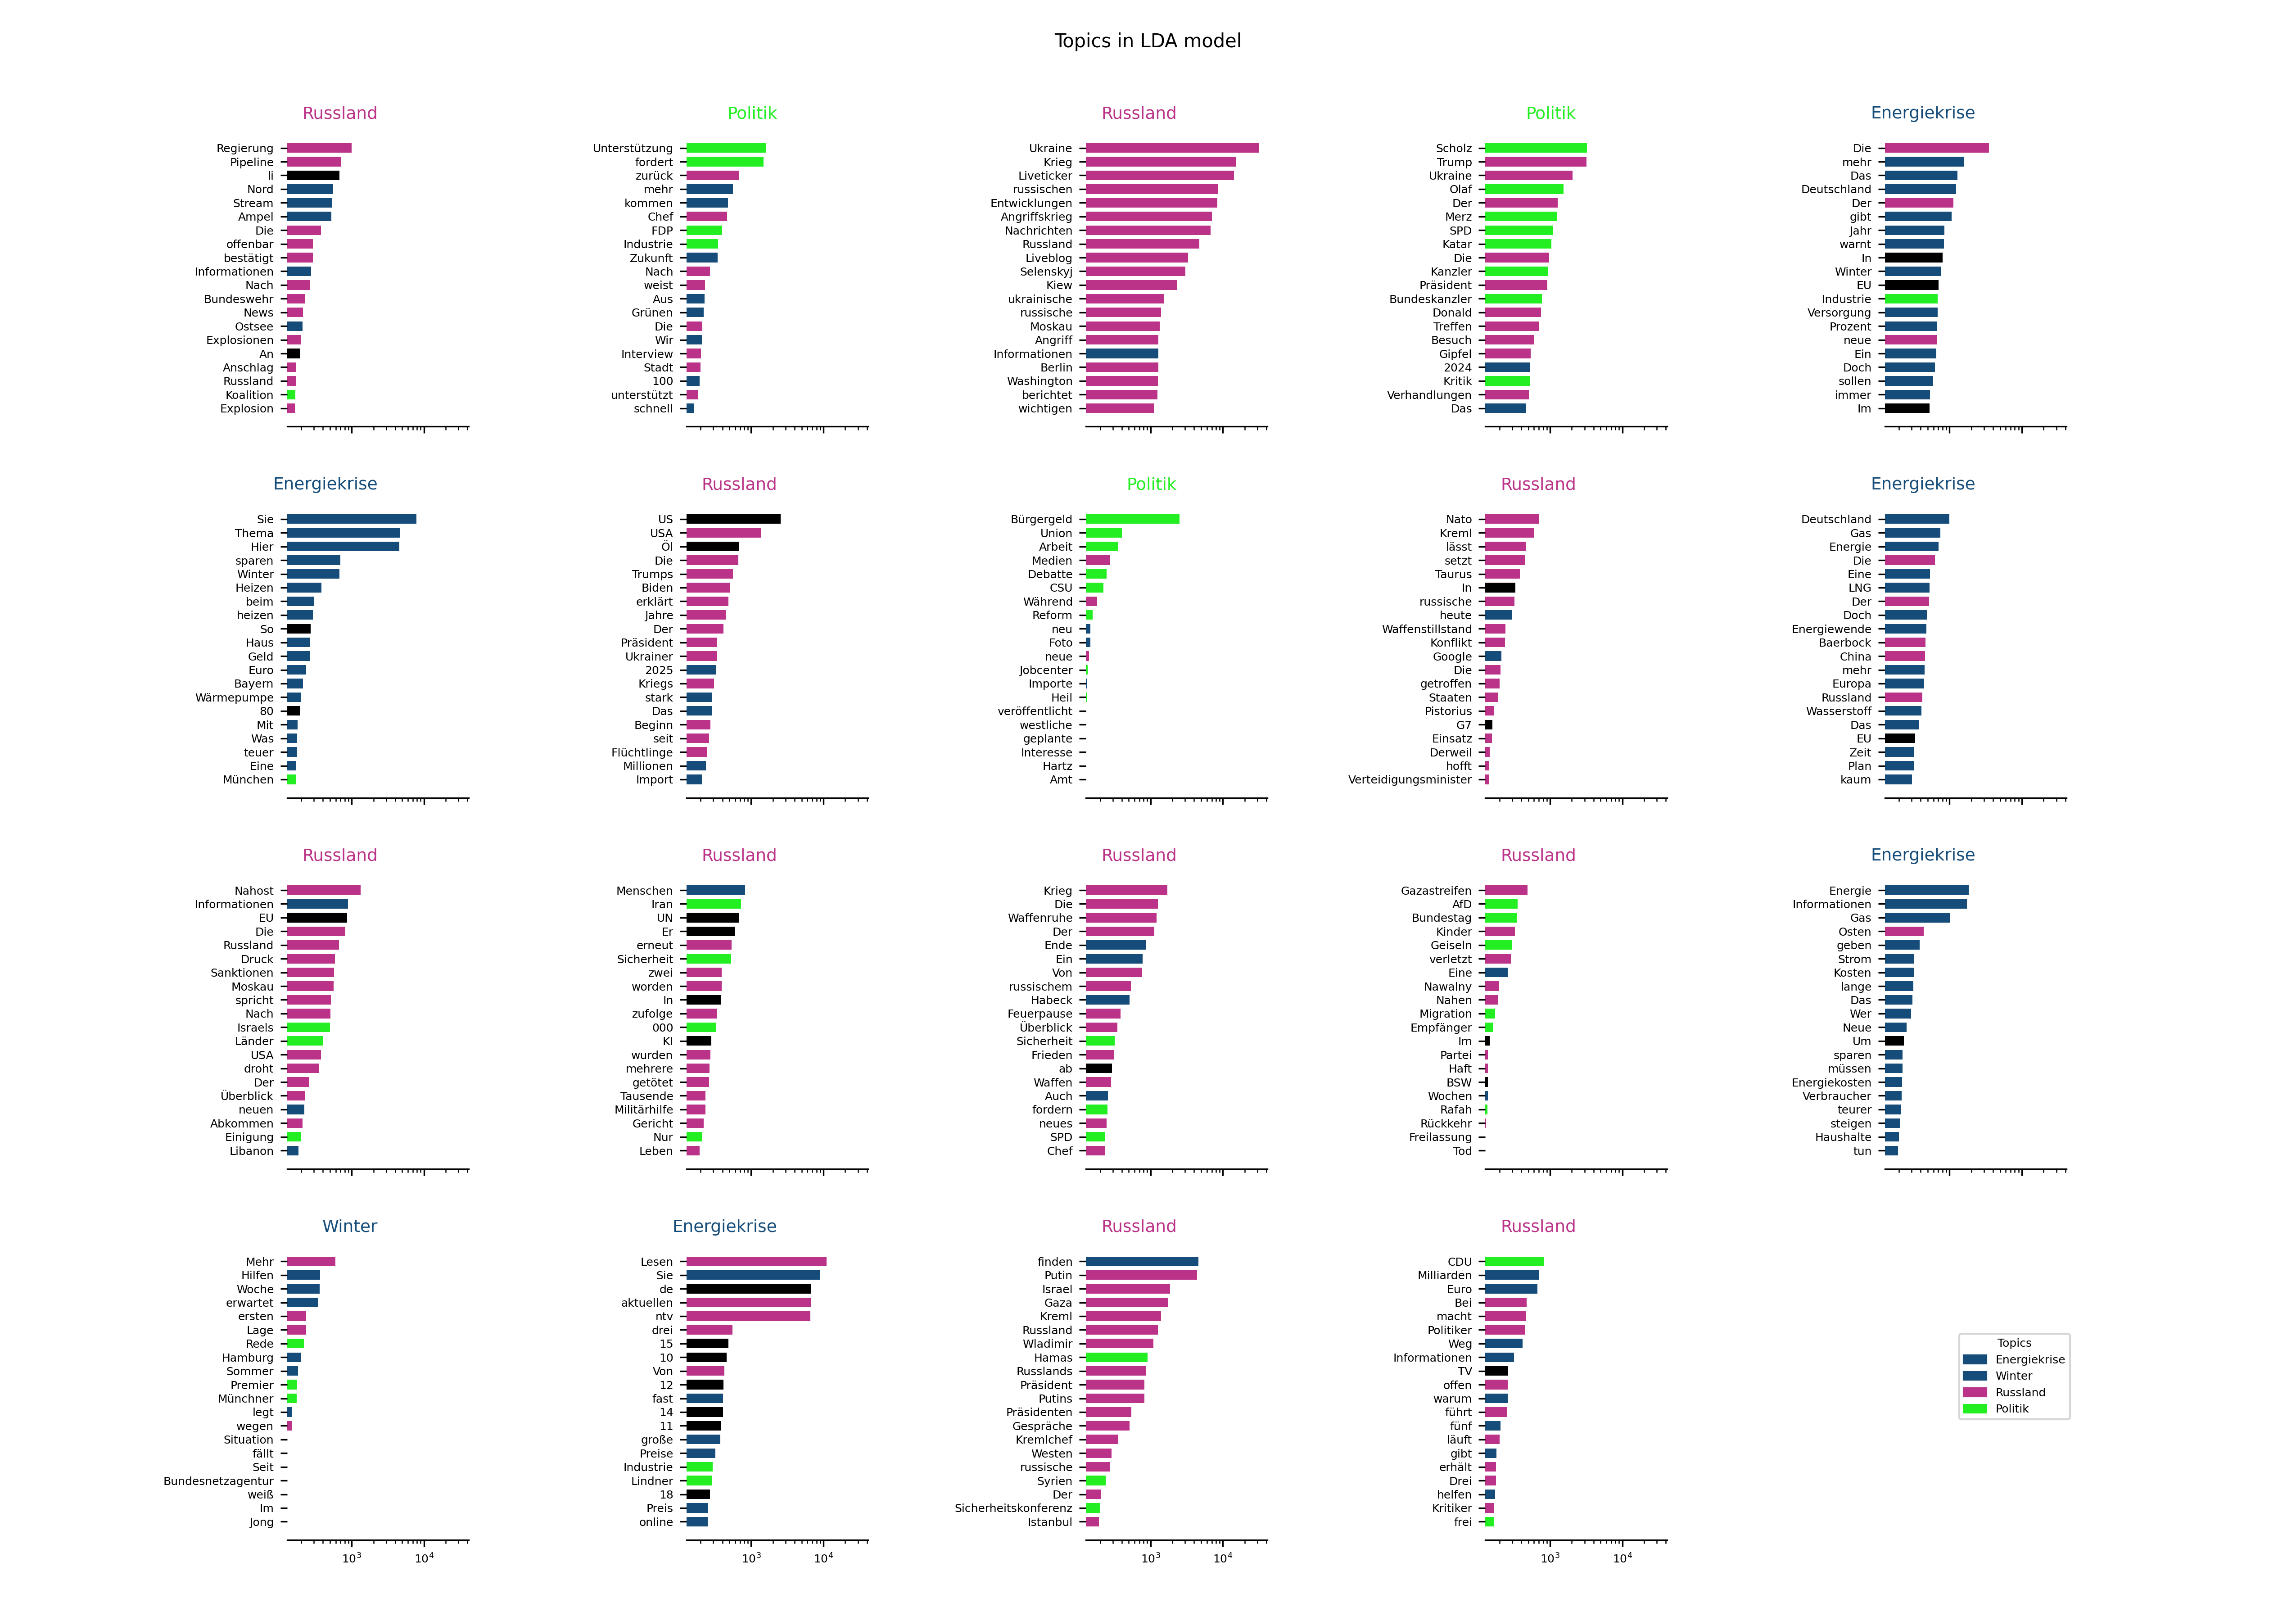 Topics in LDA model
Russland
Regierung
Pipeline
li
Nord
Stream
Ampel
Die
offenbar
bestätigt
Informationen
Nach
Bundeswehr
News
Ostsee
Explosionen
An
Anschlag
Russland
Koalition
Explosion
Politik
Unterstützung
fordert
zurück
mehr
kommen
Chef
FDP
Industrie
Zukunft
Nach
weist
Aus
Grünen
Die
Wir
Interview
Stadt
100
unterstützt
schnell
Russland
Ukraine
Krieg
Liveticker
russischen
Entwicklungen
Angriffskrieg
Nachrichten
Russland
Liveblog
Selenskyj
Kiew
ukrainische
russische
Moskau
Angriff
Informationen
Berlin
Washington
berichtet
wichtigen
Politik
Scholz
Trump
Ukraine
Olaf
Der
Merz
SPD
Katar
Die
Kanzler
Präsident
Bundeskanzler
Donald
Treffen
Besuch
Gipfel
2024
Kritik
Verhandlungen
Das
Energiekrise
Die
mehr
Das
Deutschland
Der
gibt
Jahr
warnt
In
Winter
EU
Industrie
Versorgung
Prozent
neue
Ein
Doch
sollen
immer
Im
Energiekrise
Sie
Thema
Hier
sparen
Winter
Heizen
beim
heizen
So
Haus
Geld
Euro
Bayern
Wärmepumpe
80
Mit
Was
teuer
Eine
München
Russland
US
USA
Öl
Die
Trumps
Biden
erklärt
Jahre
Der
Präsident
Ukrainer
2025
Kriegs
stark
Das
Beginn
seit
Flüchtlinge
Millionen
Import
Politik
Bürgergeld
Union
Arbeit
Medien
Debatte
CSU
Während
Reform
neu
Foto
neue
Jobcenter
Importe
Heil
veröffentlicht
westliche
geplante
Interesse
Hartz
Amt
Russland
Nato
Kreml
lässt
setzt
Taurus
In
russische
heute
Waffenstillstand
Konflikt
Google
Die
getroffen
Staaten
Pistorius
G7
Einsatz
Derweil
hofft
Verteidigungsminister
Energiekrise
Deutschland
Gas
Energie
Die
Eine
LNG
Der
Doch
Energiewende
Baerbock
China
mehr
Europa
Russland
Wasserstoff
Das
EU
Zeit
Plan
kaum
Russland
Nahost
Informationen
EU
Die
Russland
Druck
Sanktionen
Moskau
spricht
Nach
Israels
Länder
USA
droht
Der
Überblick
neuen
Abkommen
Einigung
Libanon
Russland
Menschen
Iran
UN
Er
erneut
Sicherheit
zwei
worden
In
zufolge
000
KI
wurden
mehrere
getötet
Tausende
Militärhilfe
Gericht
Nur
Leben
Russland
Krieg
Die
Waffenruhe
Der
Ende
Ein
Von
russischem
Habeck
Feuerpause
Überblick
Sicherheit
Frieden
ab
Waffen
Auch
fordern
neues
SPD
Chef
Russland
Gazastreifen
AfD
Bundestag
Kinder
Geiseln
verletzt
Eine
Nawalny
Nahen
Migration
Empfänger
Im
Partei
Haft
BSW
Wochen
Rafah
Rückkehr
Freilassung
Tod
Energiekrise
Energie
Informationen
Gas
Osten
geben
Strom
Kosten
lange
Das
Wer
Neue
Um
sparen
müssen
Energiekosten
Verbraucher
teurer
steigen
Haushalte
tun
Winter
Mehr
Hilfen
Woche
erwartet
ersten
Lage
Rede
Hamburg
Sommer
Premier
Münchner
legt
wegen
Situation
fällt
Seit
Bundesnetzagentur
weiß
Im
Jong
10³ 10⁴
Energiekrise
Lesen
Sie
de
aktuellen
ntv
drei
15
10
Von
12
fast
14
11
große
Preise
Industrie
Lindner
18
Preis
online
10³ 10⁴
Russland
finden
Putin
Israel
Gaza
Kreml
Russland
Wladimir
Hamas
Russlands
Präsident
Putins
Präsidenten
Gespräche
Kremlchef
Westen
russische
Syrien
Der
Sicherheitskonferenz
Istanbul
10³ 10⁴
Russland
CDU
Milliarden
Euro
Bei
macht
Politiker
Weg
Informationen
TV
offen
warum
führt
fünf
läuft
gibt
erhält
Drei
helfen
Kritiker
frei
10³ 10⁴
Topics
Energiekrise
Winter
Russland
Politik